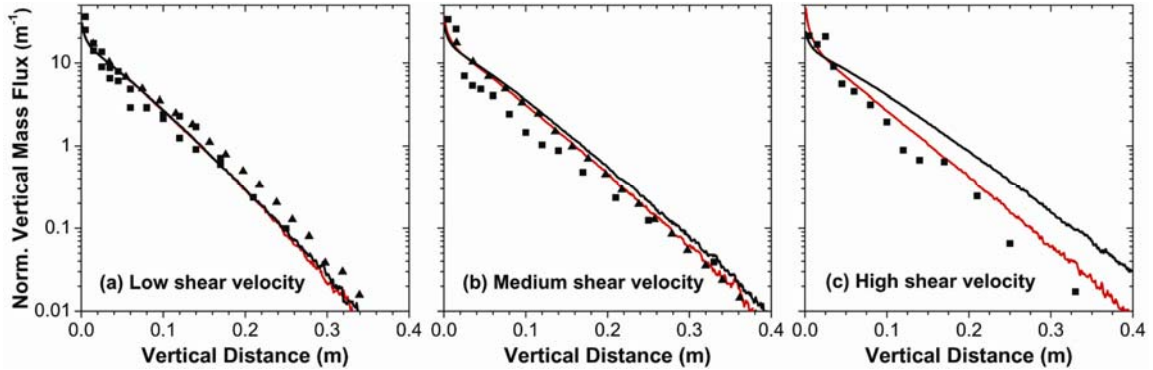 Norm. Vertical Mass Flux (m⁻¹)
10
1
0.1
0.01
(a) Low shear velocity
(b) Medium shear velocity
(c) High shear velocity
0.0 0.1 0.2 0.3 0.4
0.0 0.1 0.2 0.3 0.4
0.0 0.1 0.2 0.3 0.4
Vertical Distance (m)
Vertical Distance (m)
Vertical Distance (m)